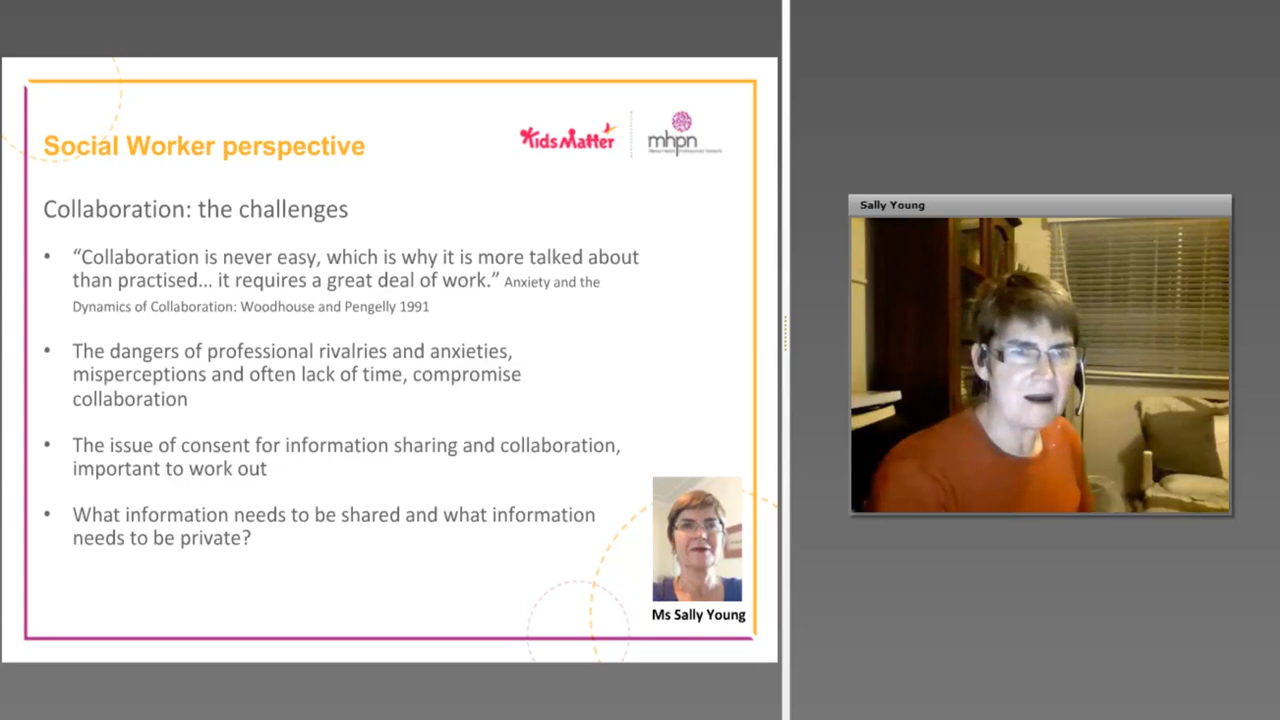 Social Worker perspective
KidsMatter
mhpn
Collaboration: the challenges
• “Collaboration is never easy, which is why it is more talked about
than practised... it requires a great deal of work.” Anxiety and the
Dynamics of Collaboration: Woodhouse and Pengelly 1991
• The dangers of professional rivalries and anxieties,
misperceptions and often lack of time, compromise
collaboration
• The issue of consent for information sharing and collaboration,
important to work out
• What information needs to be shared and what information
needs to be private?
Ms Sally Young
Sally Young